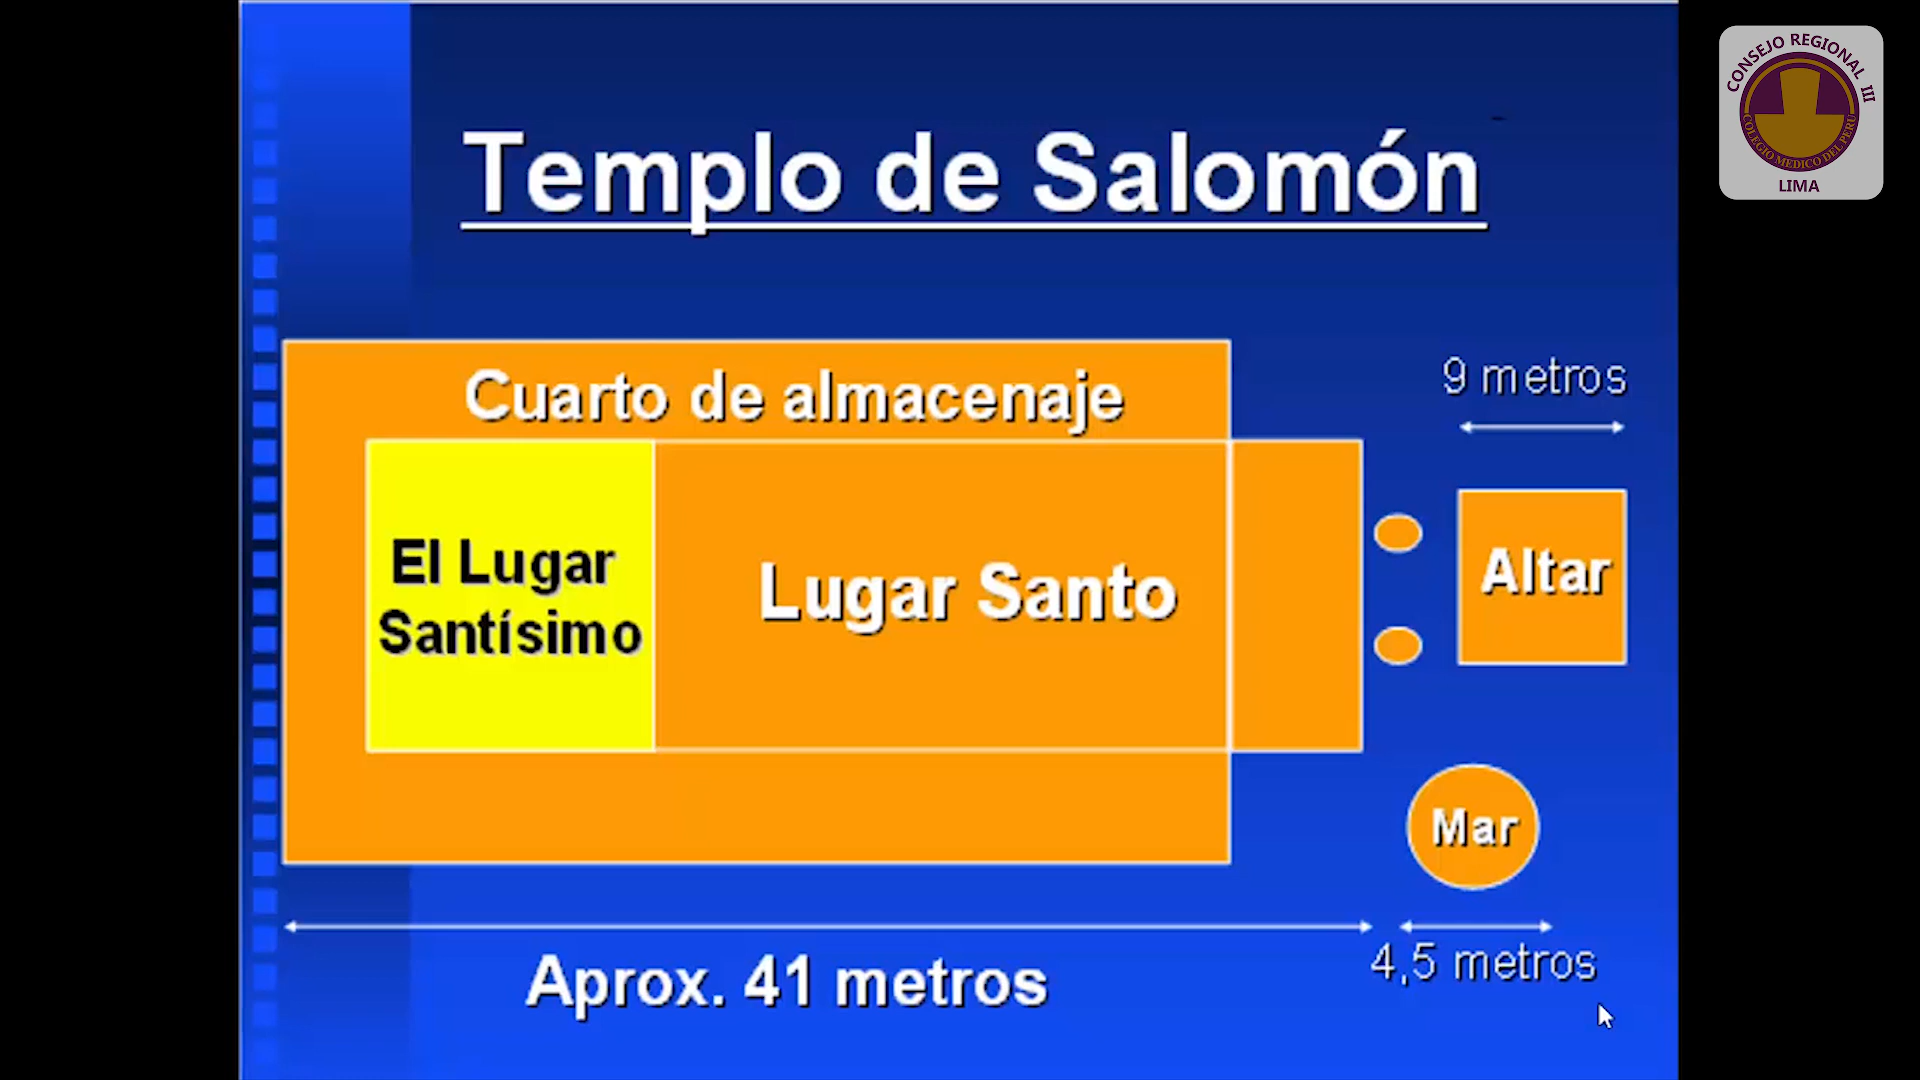 Templo de Salomón
Cuarto de almacenaje
9 metros
El Lugar
Santísimo
Lugar Santo
Altar
Mar
Aprox. 41 metros
4,5 metros
CONSEJO REGIONAL III
COLEGIO MEDICO DEL PERU
LIMA